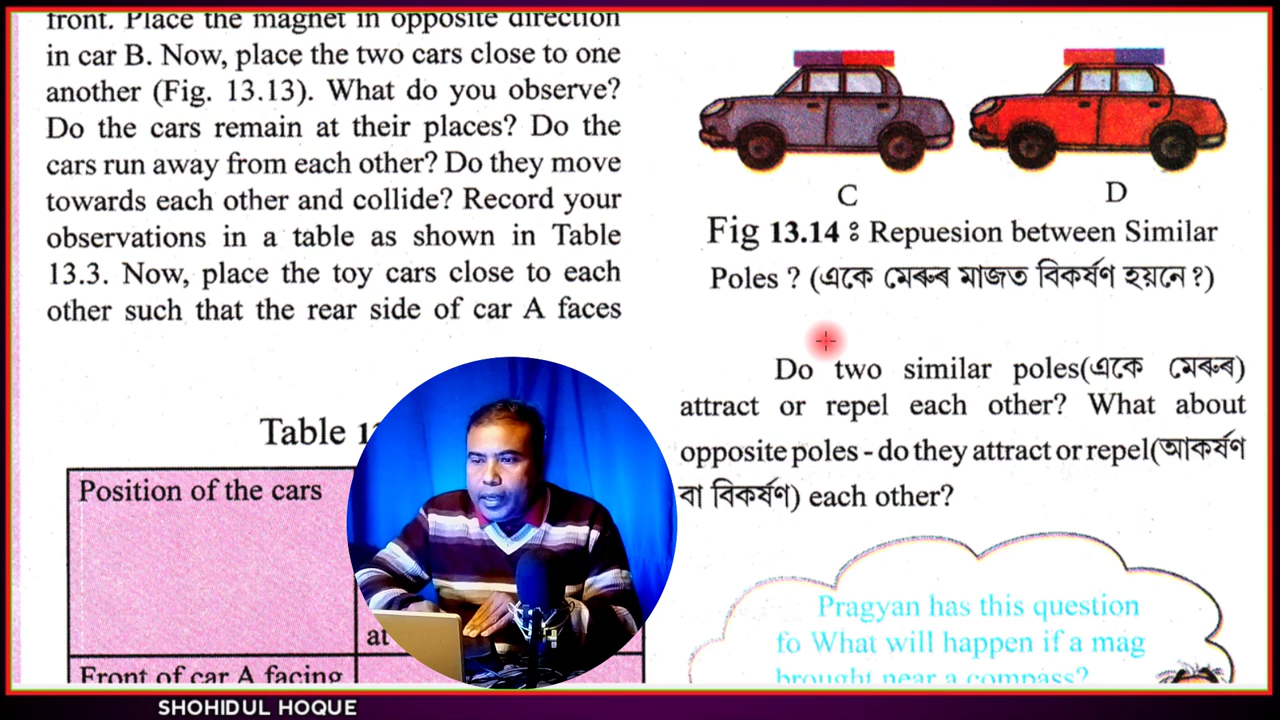 front. Place the magnet in opposite direction
in car B. Now, place the two cars close to one
another (Fig. 13.13). What do you observe?
Do the cars remain at their places? Do the
cars run away from each other? Do they move
towards each other and collide? Record your
observations in a table as shown in Table
13.3. Now, place the toy cars close to each
other such that the rear side of car A faces
Table
Position of the cars
at
Front of car A facing
C D
Fig 13.14 ঃ Repuesion between Similar
Poles ? (একে মেৰুৰ মাজত বিকৰ্ষণ হয়নে ?)
Do two similar poles(একে মেৰুৰ)
attract or repel each other? What about
opposite poles - do they attract or repel(আকৰ্ষণ
বা বিকৰ্ষণ) each other?
Pragyan has this question
fo What will happen if a mag
brought near a compass?
SHOHIDUL HOQUE